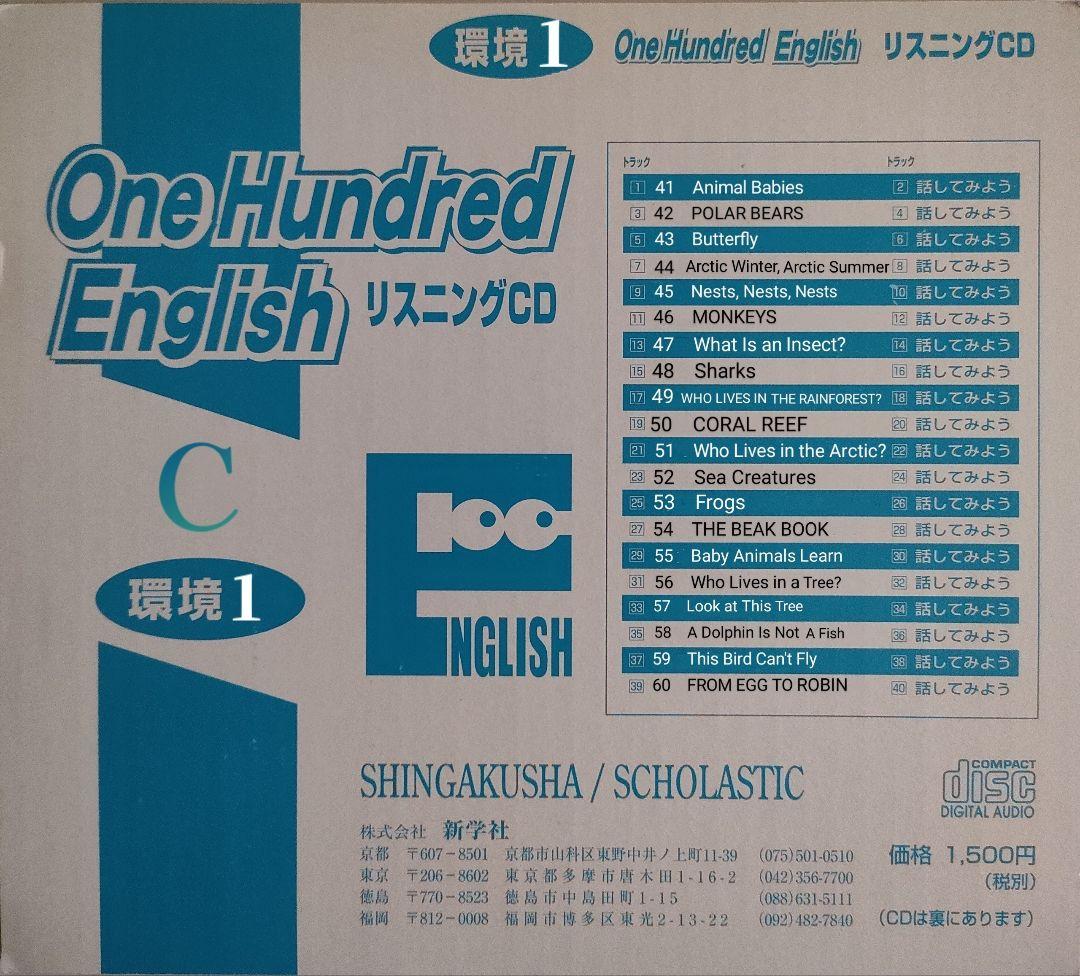 環境1 One Hundred English リスニングCD
One Hundred
English リスニングCD
C
環境1
100
ENGLISH
トラック トラック
1 41 Animal Babies 2 話してみよう
3 42 POLAR BEARS 4 話してみよう
5 43 Butterfly 6 話してみよう
7 44 Arctic Winter, Arctic Summer 8 話してみよう
9 45 Nests, Nests, Nests 10 話してみよう
11 46 MONKEYS 12 話してみよう
13 47 What Is an Insect? 14 話してみよう
15 48 Sharks 16 話してみよう
17 49 WHO LIVES IN THE RAINFOREST? 18 話してみよう
19 50 CORAL REEF 20 話してみよう
21 51 Who Lives in the Arctic? 22 話してみよう
23 52 Sea Creatures 24 話してみよう
25 53 Frogs 26 話してみよう
27 54 THE BEAK BOOK 28 話してみよう
29 55 Baby Animals Learn 30 話してみよう
31 56 Who Lives in a Tree? 32 話してみよう
33 57 Look at This Tree 34 話してみよう
35 58 A Dolphin Is Not A Fish 36 話してみよう
37 59 This Bird Can't Fly 38 話してみよう
39 60 FROM EGG TO ROBIN 40 話してみよう
SHINGAKUSHA / SCHOLASTIC
COMPACT
disc
DIGITAL AUDIO
株式会社 新学社
京都 〒607-8501 京都市山科区東野中井ノ上町11-39 (075)501-0510
東京 〒206-8602 東京都多摩市唐木田1-16-2 (042)356-7700
徳島 〒770-8523 徳島市中島田町1-15 (088)631-5111
福岡 〒812-0008 福岡市博多区東光2-13-22 (092)482-7840
価格 1,500円
(税別)
(CDは裏にあります)